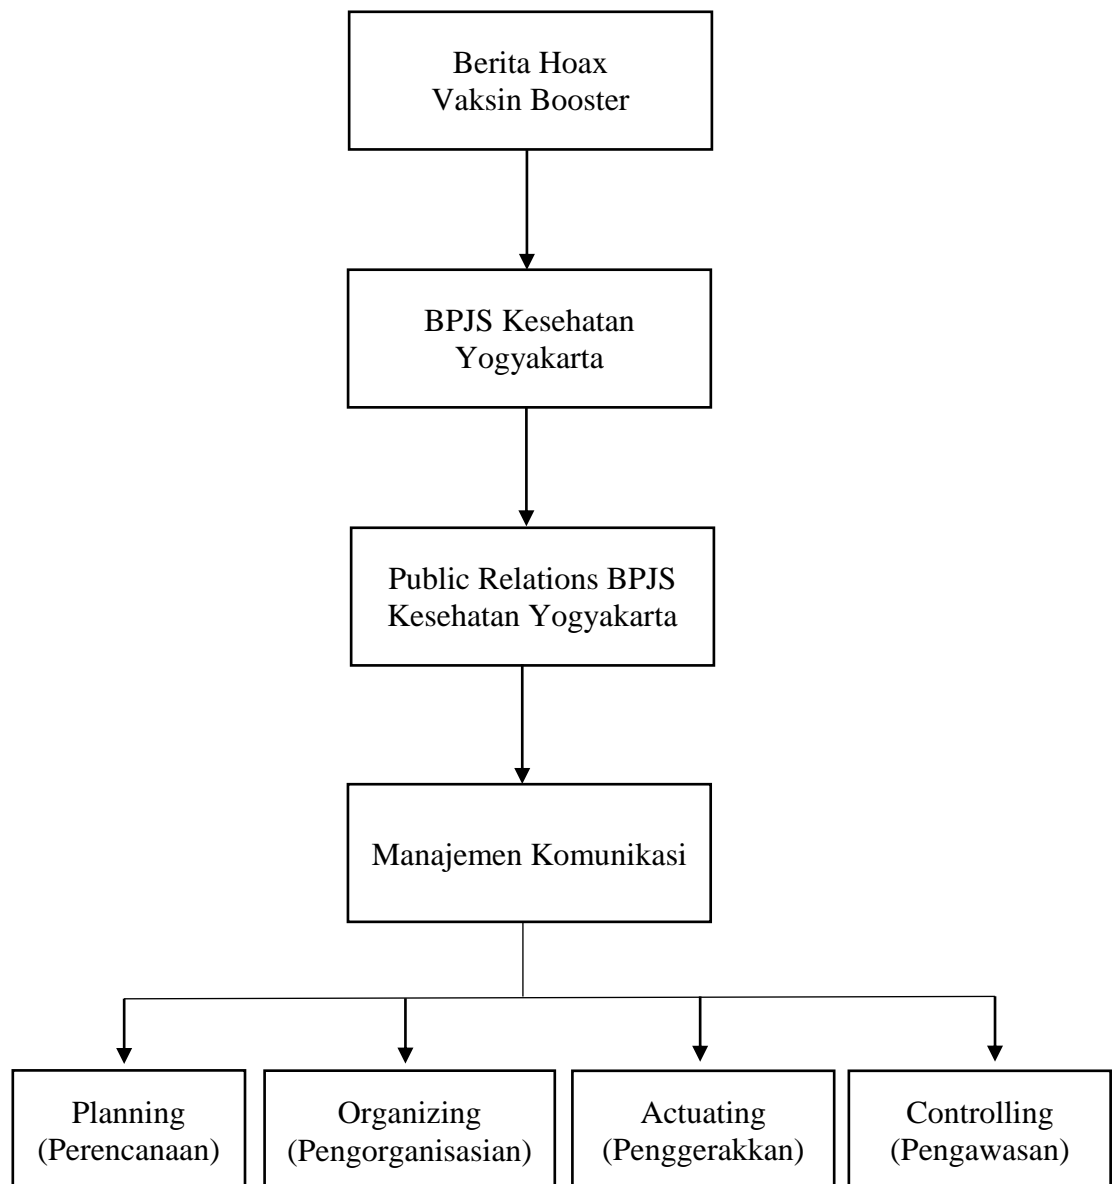 Berita Hoax
Vaksin Booster
BPJS Kesehatan
Yogyakarta
Public Relations BPJS
Kesehatan Yogyakarta
Manajemen Komunikasi
Planning
(Perencanaan)
Organizing
(Pengorganisasian)
Actuating
(Penggerakkan)
Controlling
(Pengawasan)